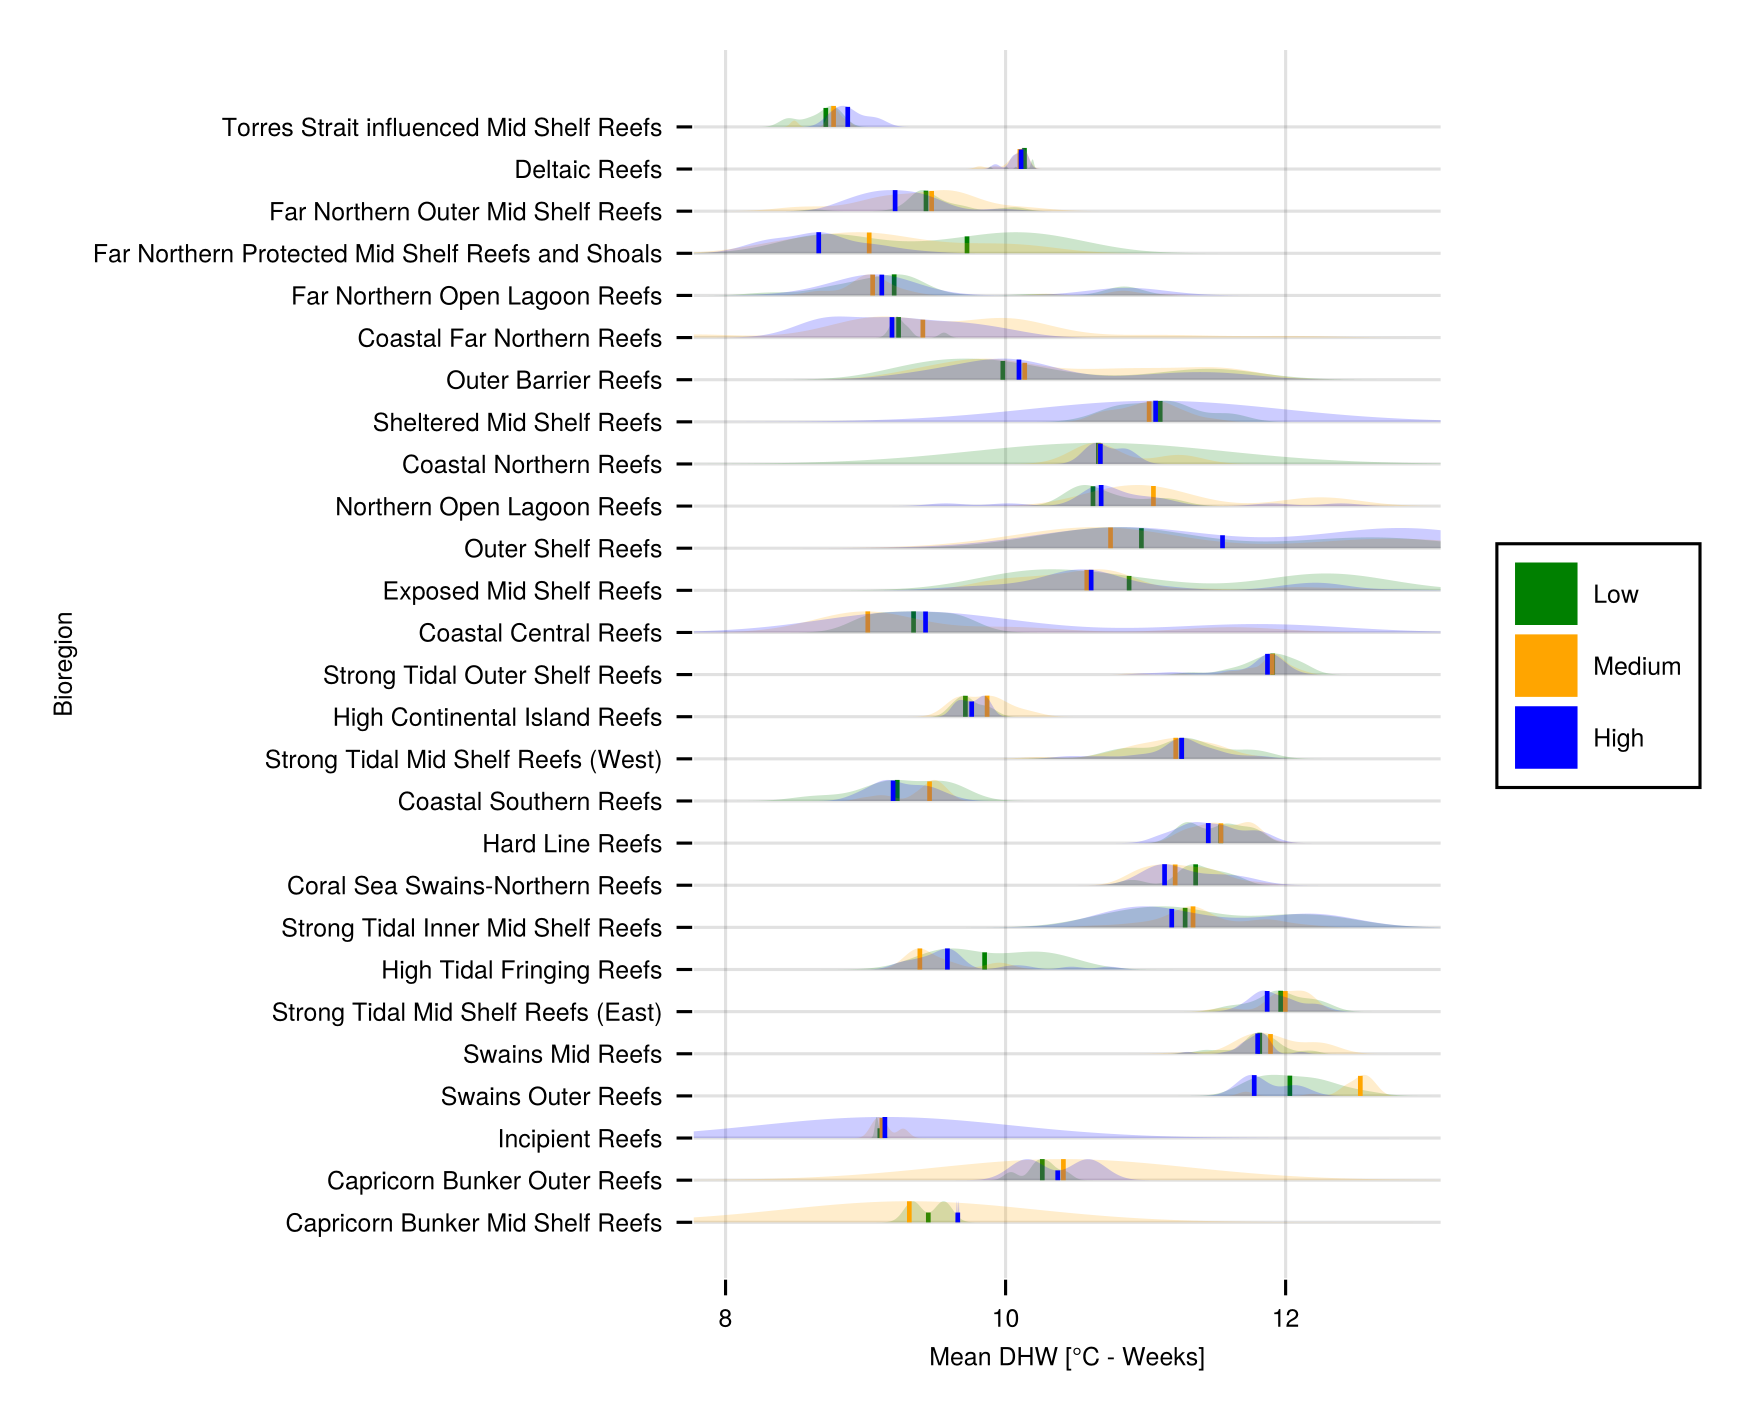 Torres Strait influenced Mid Shelf Reefs
Deltaic Reefs
Far Northern Outer Mid Shelf Reefs
Far Northern Protected Mid Shelf Reefs and Shoals
Far Northern Open Lagoon Reefs
Coastal Far Northern Reefs
Outer Barrier Reefs
Sheltered Mid Shelf Reefs
Coastal Northern Reefs
Northern Open Lagoon Reefs
Outer Shelf Reefs
Exposed Mid Shelf Reefs
Coastal Central Reefs
Strong Tidal Outer Shelf Reefs
High Continental Island Reefs
Strong Tidal Mid Shelf Reefs (West)
Coastal Southern Reefs
Hard Line Reefs
Coral Sea Swains-Northern Reefs
Strong Tidal Inner Mid Shelf Reefs
High Tidal Fringing Reefs
Strong Tidal Mid Shelf Reefs (East)
Swains Mid Reefs
Swains Outer Reefs
Incipient Reefs
Capricorn Bunker Outer Reefs
Capricorn Bunker Mid Shelf Reefs
Bioregion
8 10 12
Mean DHW [°C - Weeks]
Low
Medium
High